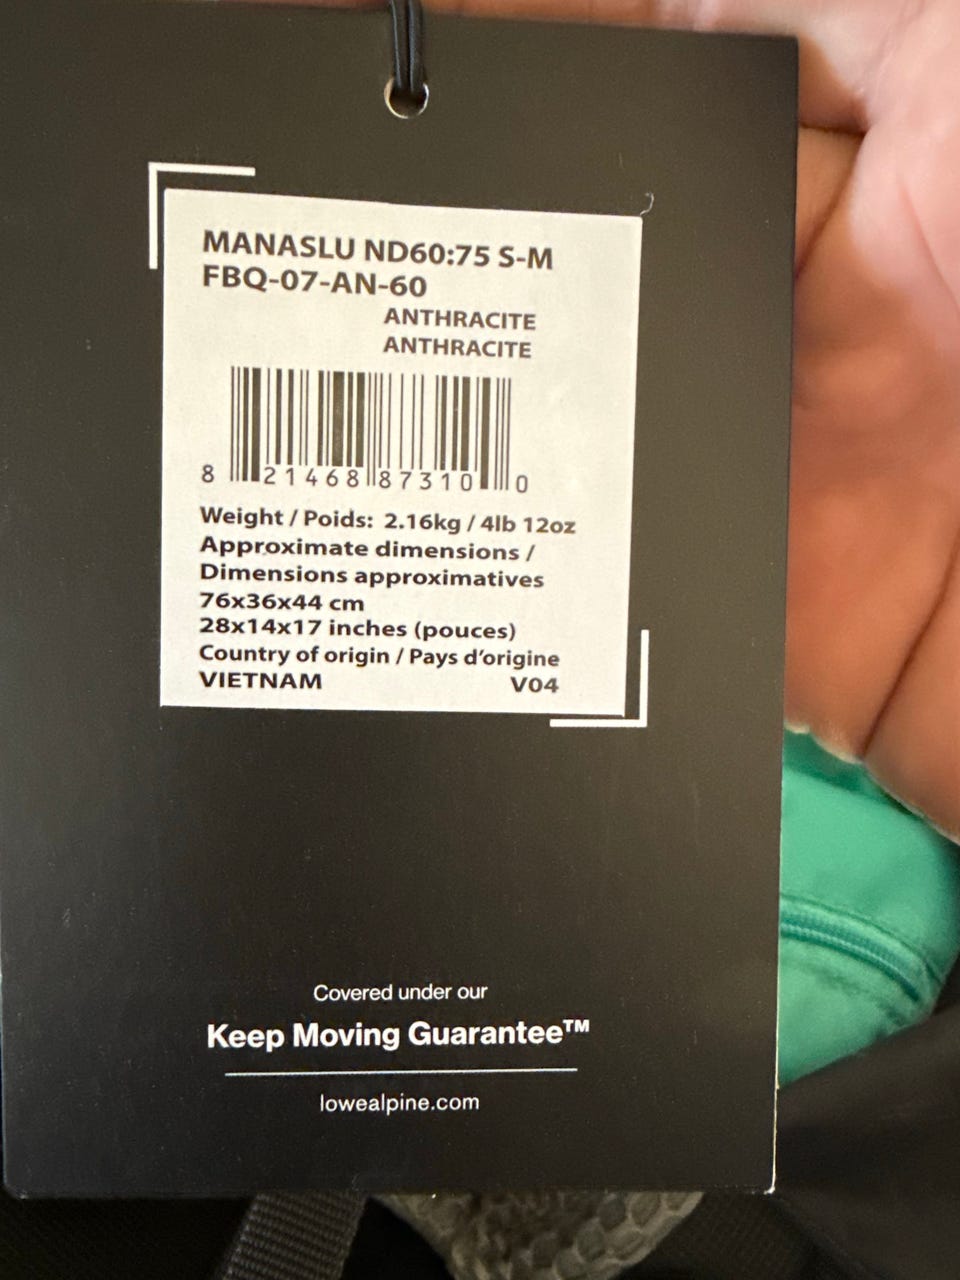 MANASLU ND60:75 S-M
FBQ-07-AN-60
ANTHRACITE
ANTHRACITE
8 21468 87310 0
Weight / Poids: 2.16kg / 4lb 12oz
Approximate dimensions /
Dimensions approximatives
76x36x44 cm
28x14x17 inches (pouces)
Country of origin / Pays d'origine
VIETNAM V04
Covered under our
Keep Moving Guarantee™
lowealpine.com